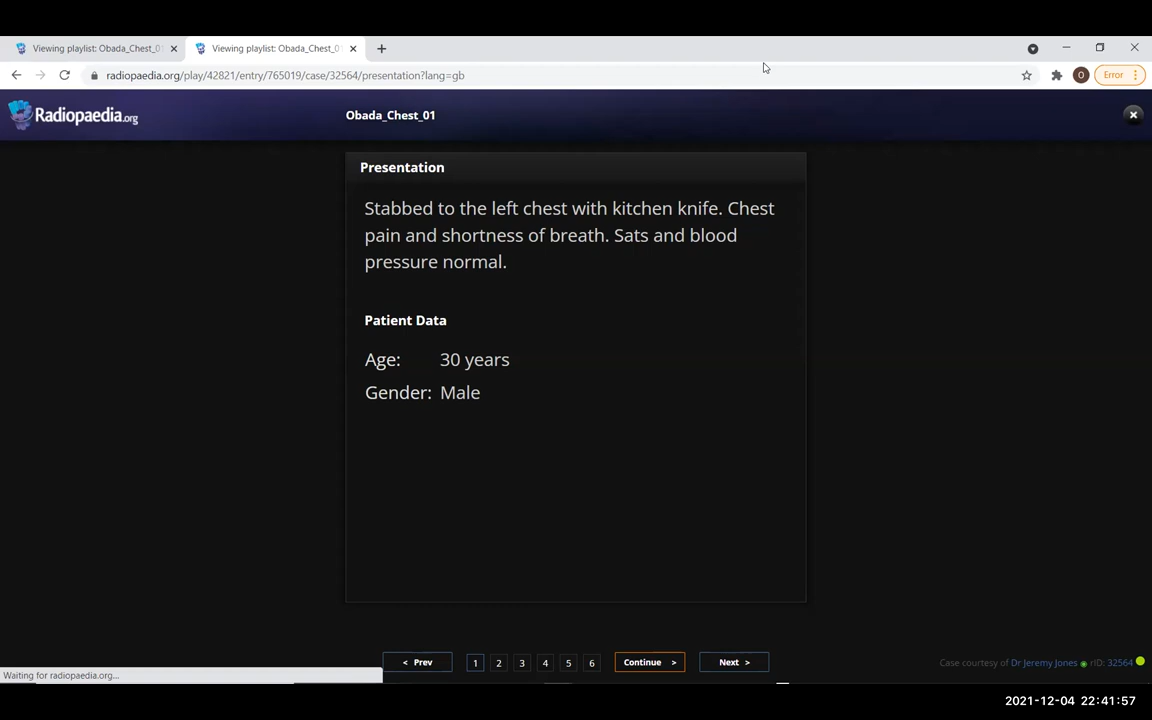 Viewing playlist: Obada_Chest_01
Viewing playlist: Obada_Chest_0
radiopaedia.org/play/42821/entry/765019/case/32564/presentation?lang=gb
O
Error
Radiopaedia.org
Obada_Chest_01
Presentation
Stabbed to the left chest with kitchen knife. Chest
pain and shortness of breath. Sats and blood
pressure normal.
Patient Data
Age: 30 years
Gender: Male
< Prev 1 2 3 4 5 6 Continue > Next >
Case courtesy of Dr Jeremy Jones rID: 32564
Waiting for radiopaedia.org...
2021-12-04 22:41:57